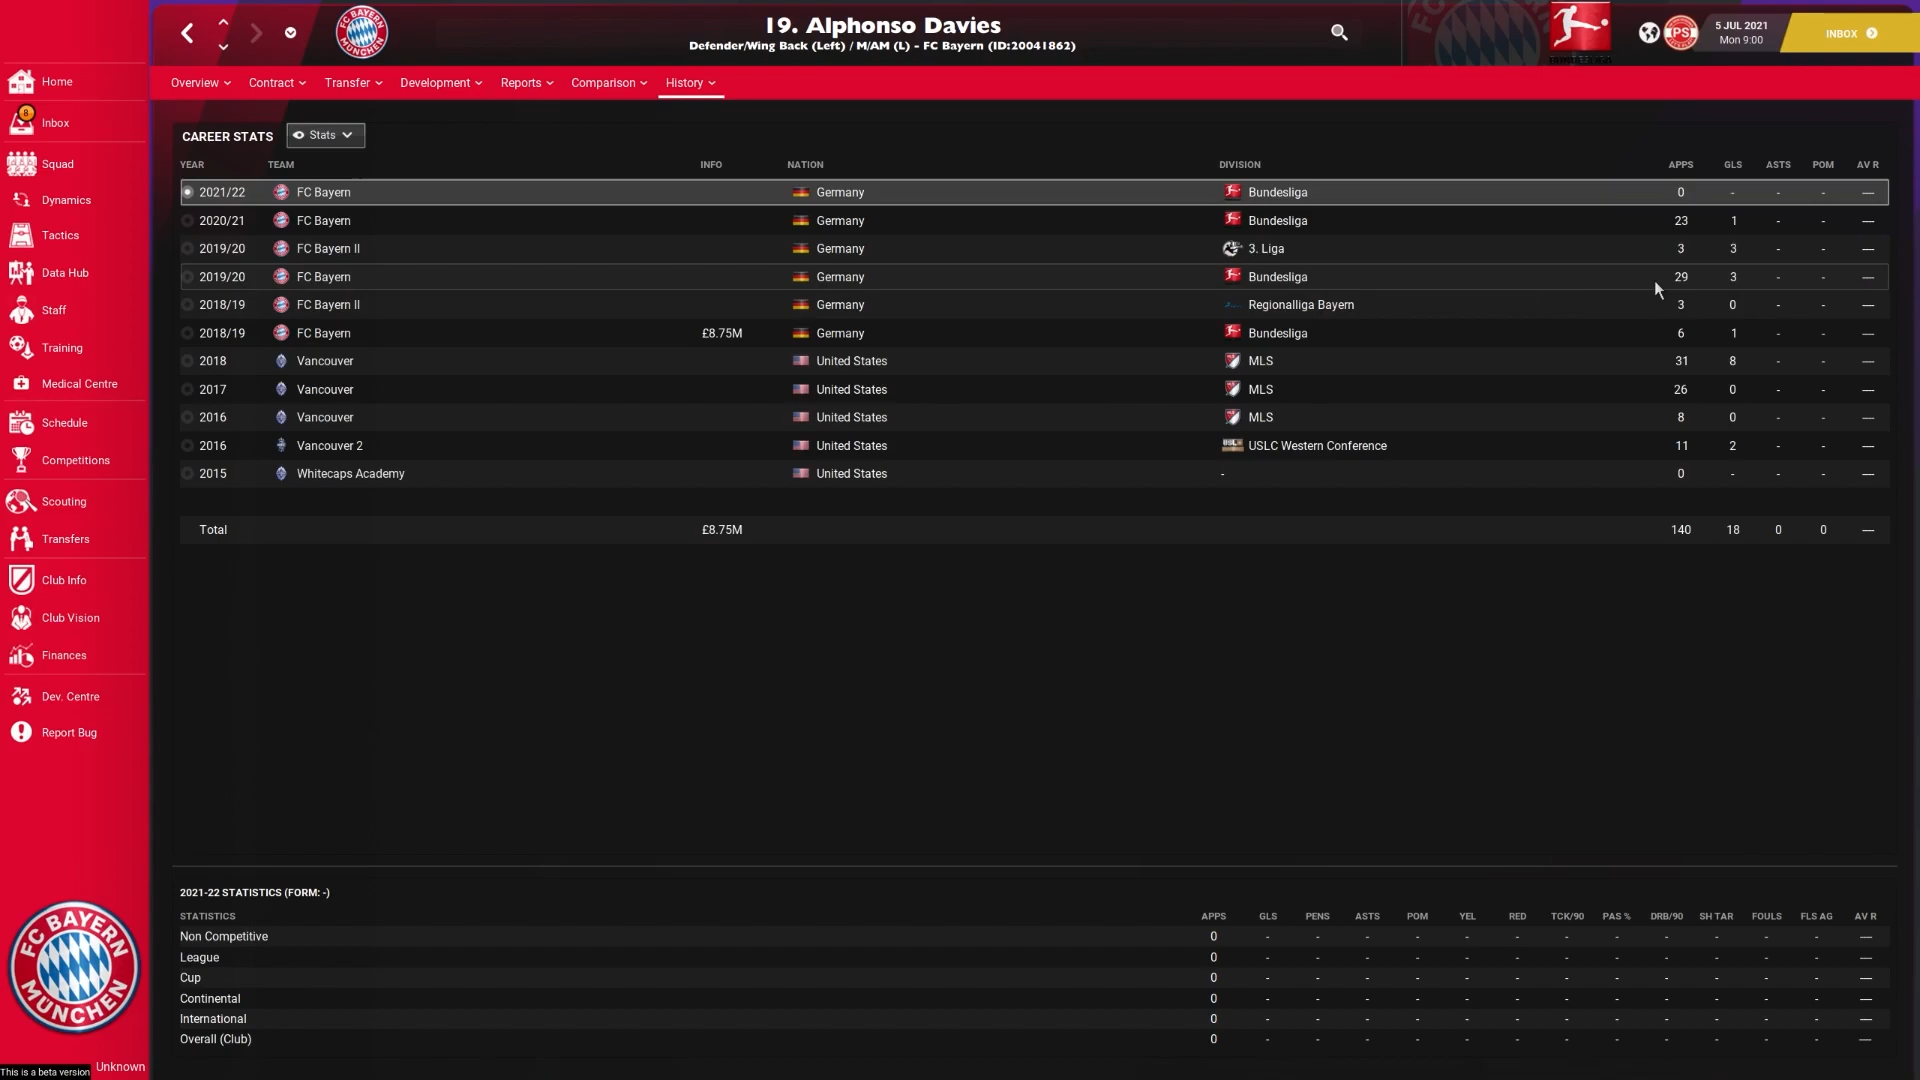 19. Alphonso Davies
Defender/Wing Back (Left) / M/AM (L) - FC Bayern (ID:20041862)
5 JUL 2021
Mon 9:00
INBOX
Overview Contract Transfer Development Reports Comparison History
Home
8
Inbox
Squad
Dynamics
Tactics
Data Hub
Staff
Training
Medical Centre
Schedule
Competitions
Scouting
Transfers
Club Info
Club Vision
Finances
Dev. Centre
Report Bug
FC BAYERN MÜNCHEN
This is a beta version Unknown
CAREER STATS Stats
YEAR TEAM INFO NATION DIVISION APPS GLS ASTS POM AV R
2021/22 FC Bayern Germany Bundesliga 0 - - - —
2020/21 FC Bayern Germany Bundesliga 23 1 - - —
2019/20 FC Bayern II Germany 3. Liga 3 3 - - —
2019/20 FC Bayern Germany Bundesliga 29 3 - - —
2018/19 FC Bayern II Germany Regionalliga Bayern 3 0 - - —
2018/19 FC Bayern £8.75M Germany Bundesliga 6 1 - - —
2018 Vancouver United States MLS 31 8 - - —
2017 Vancouver United States MLS 26 0 - - —
2016 Vancouver United States MLS 8 0 - - —
2016 Vancouver 2 United States USLC Western Conference 11 2 - - —
2015 Whitecaps Academy United States - 0 - - - —
Total £8.75M 140 18 0 0 —
2021-22 STATISTICS (FORM: -)
STATISTICS APPS GLS PENS ASTS POM YEL RED TCK/90 PAS % DRB/90 SH TAR FOULS FLS AG AV R
Non Competitive 0 - - - - - - - - - - - - —
League 0 - - - - - - - - - - - - —
Cup 0 - - - - - - - - - - - - —
Continental 0 - - - - - - - - - - - - —
International 0 - - - - - - - - - - - - —
Overall (Club) 0 - - - - - - - - - - - - —